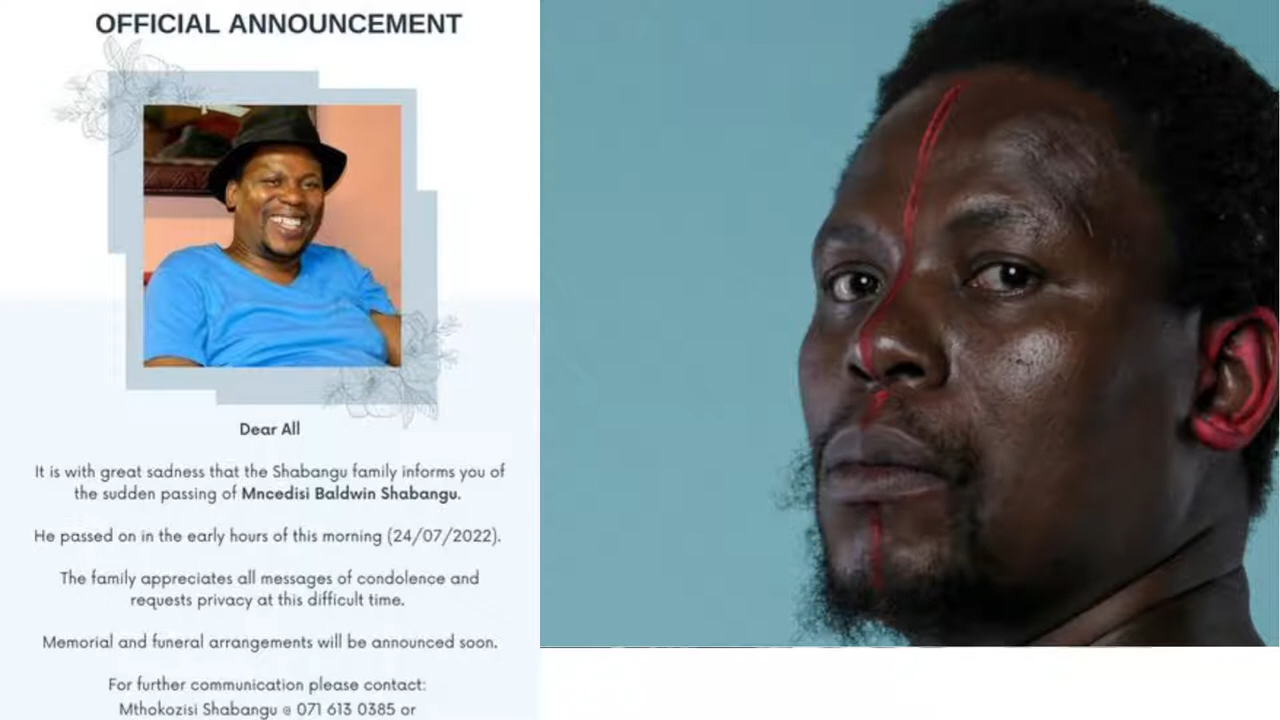 OFFICIAL ANNOUNCEMENT
Dear All
It is with great sadness that the Shabangu family informs you of
the sudden passing of Mncedisi Baldwin Shabangu.
He passed on in the early hours of this morning (24/07/2022).
The family appreciates all messages of condolence and
requests privacy at this difficult time.
Memorial and funeral arrangements will be announced soon.
For further communication please contact:
Mthokozisi Shabangu @ 071 613 0385 or